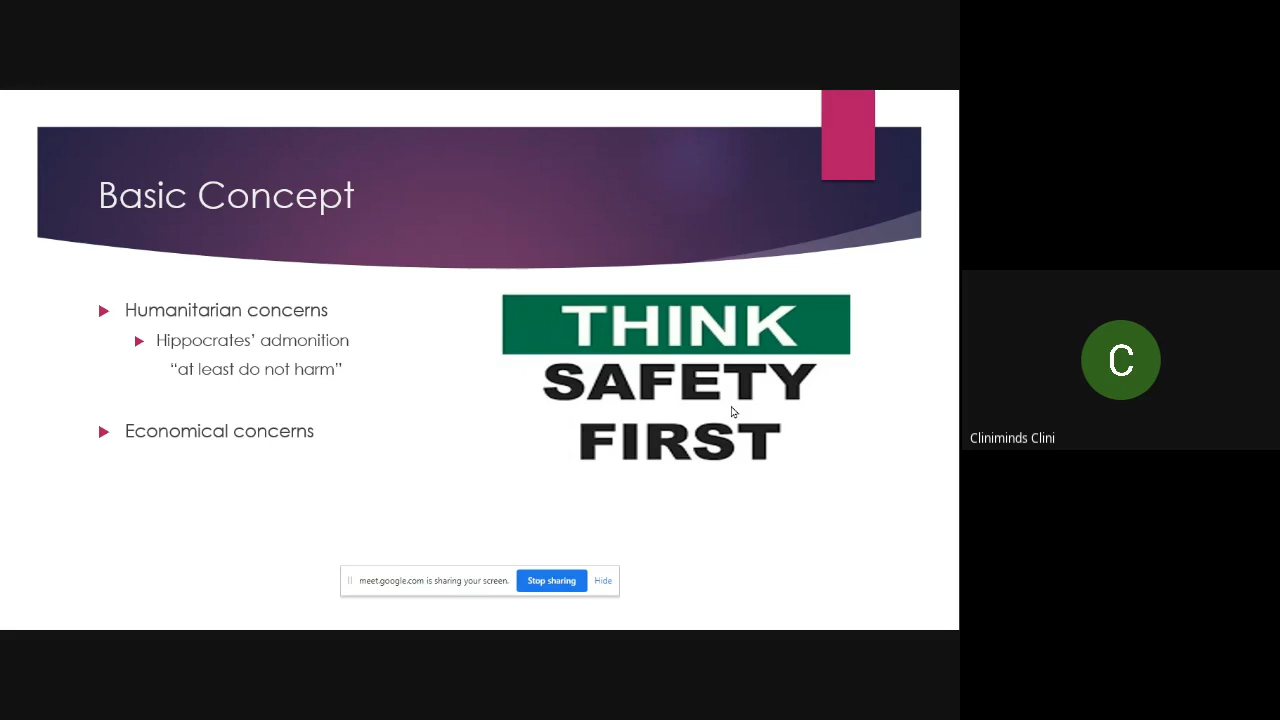 Basic Concept
Humanitarian concerns
Hippocrates’ admonition
“at least do not harm”
Economical concerns
THINK
SAFETY
FIRST
meet.google.com is sharing your screen. Stop sharing Hide
C
Cliniminds Clini